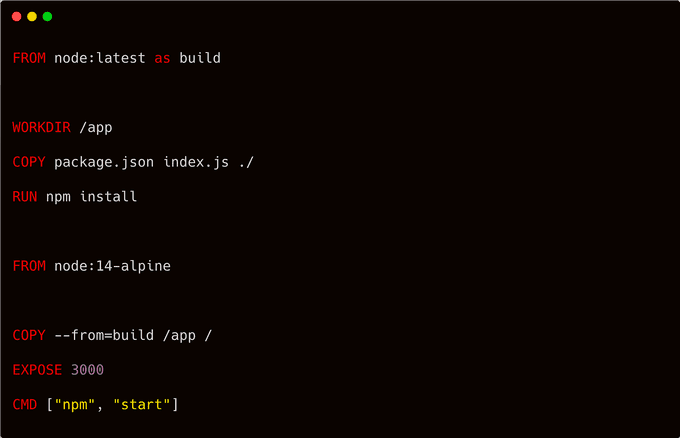 FROM node:latest as build
WORKDIR /app
COPY package.json index.js ./
RUN npm install
FROM node:14-alpine
COPY --from=build /app /
EXPOSE 3000
CMD ["npm", "start"]